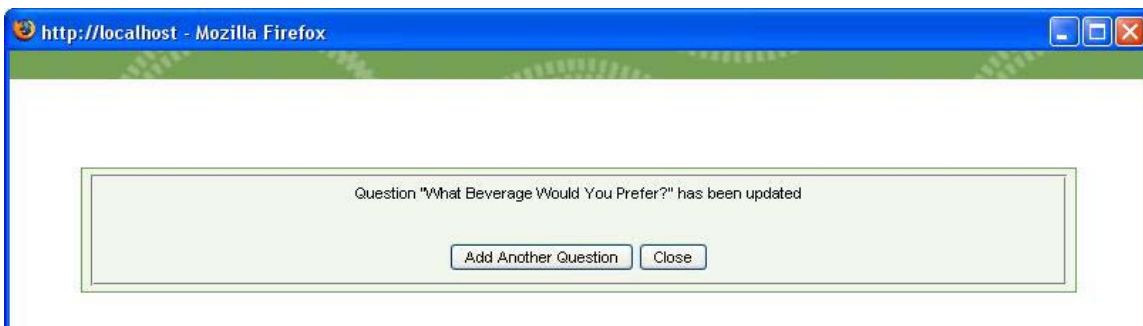 http://localhost - Mozilla Firefox
Question "What Beverage Would You Prefer?" has been updated
Add Another Question Close